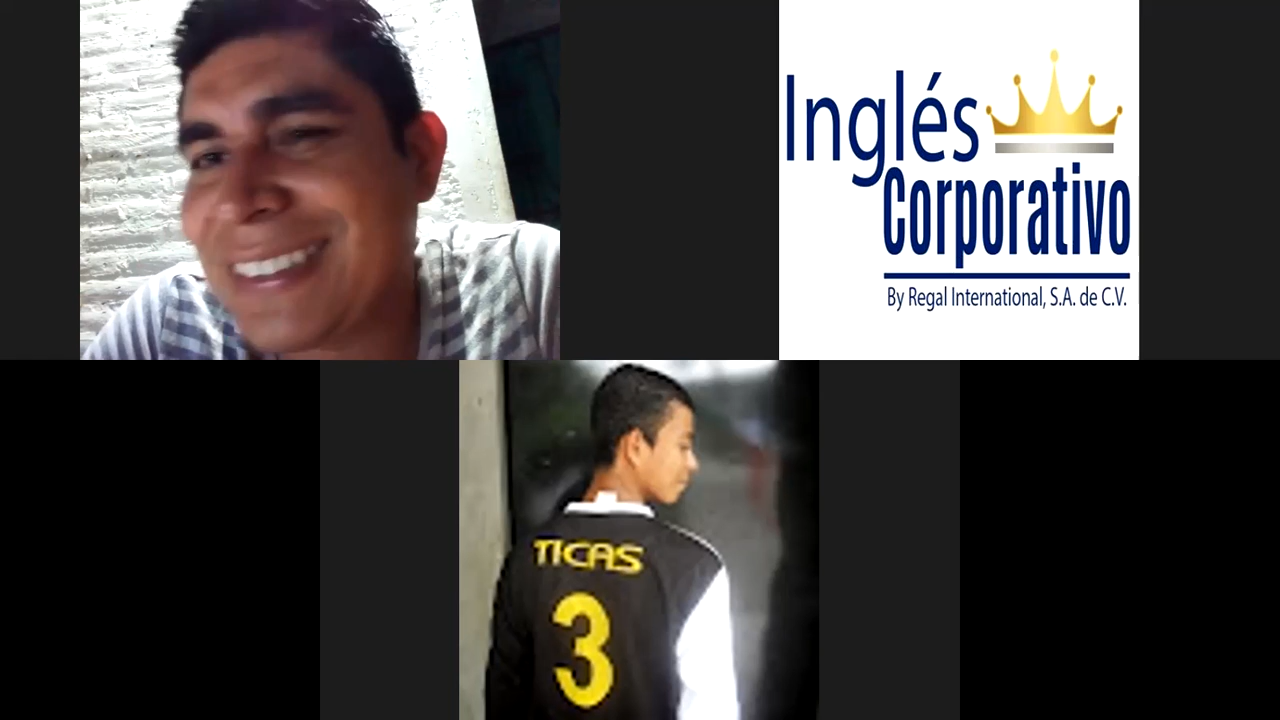 Inglés
Corporativo
By Regal International, S.A. de C.V.
TICAS
3